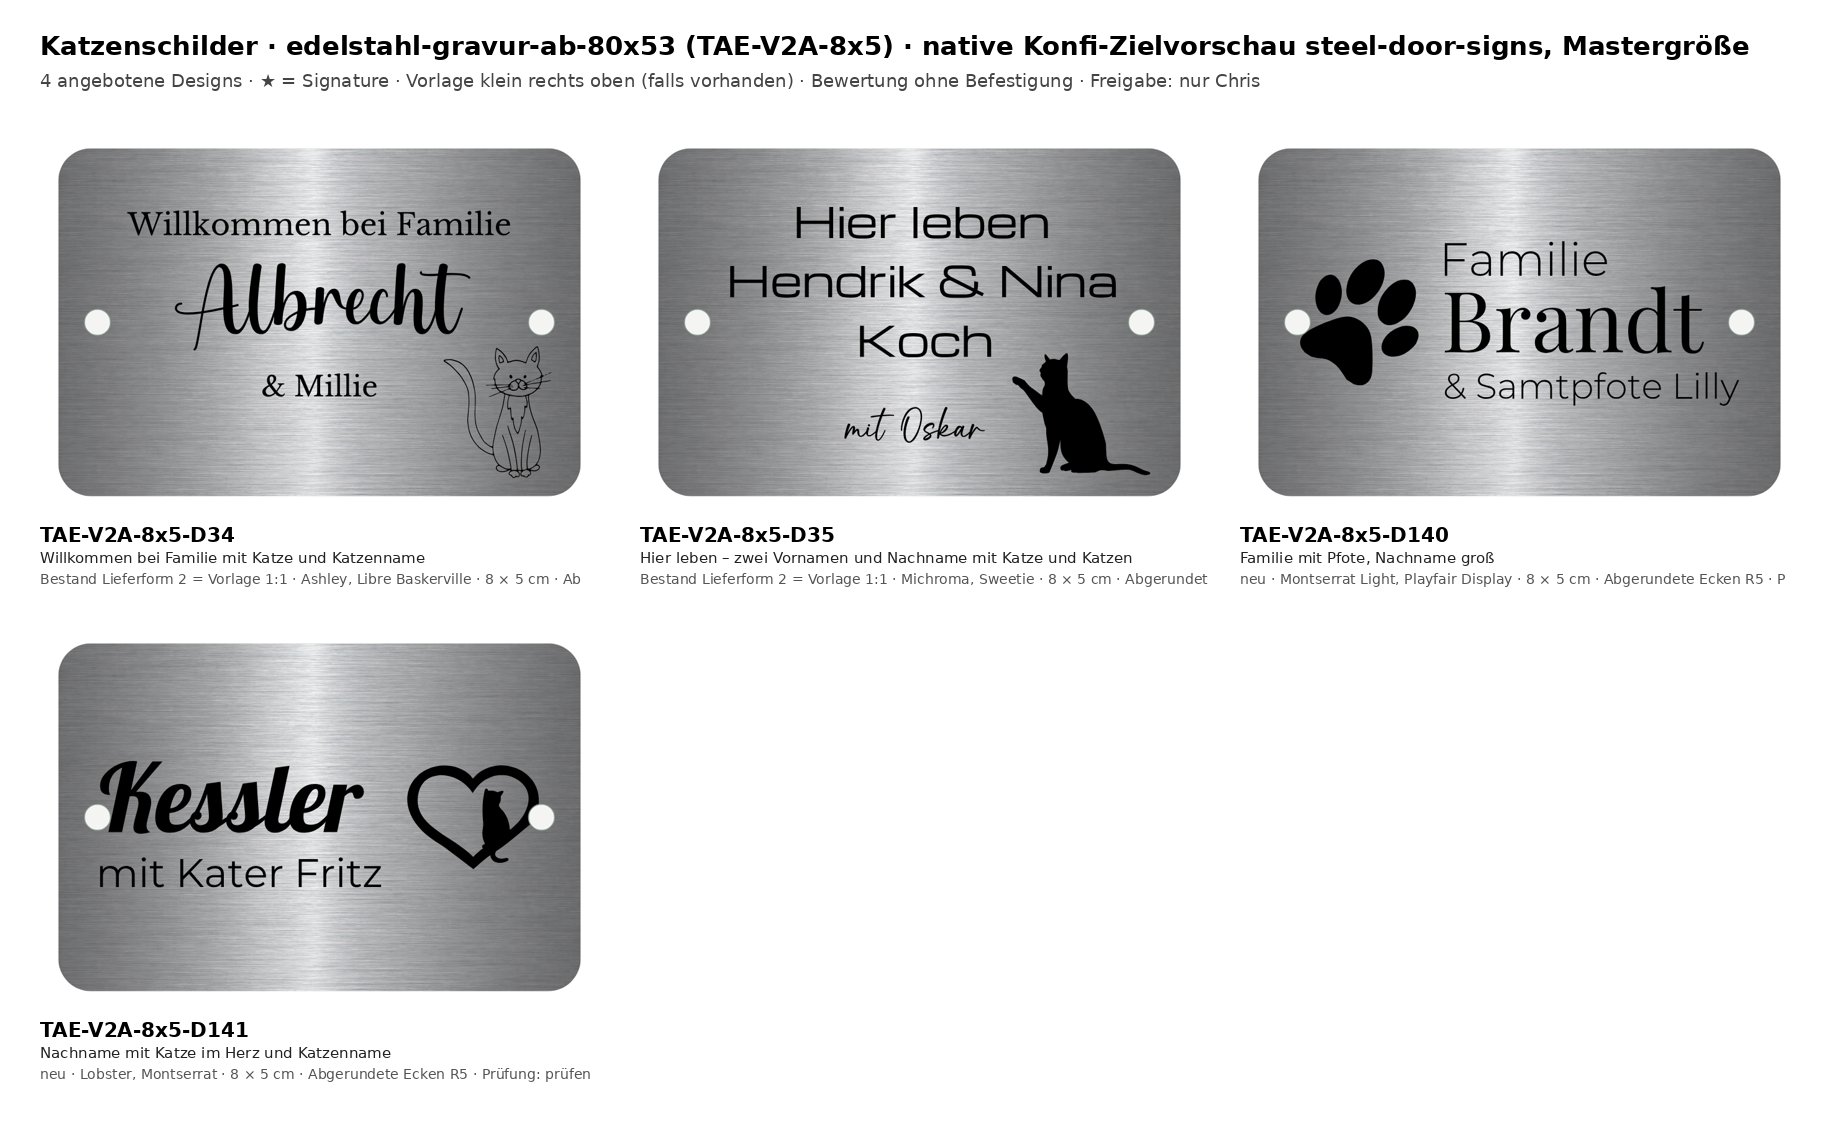 Katzenschilder · edelstahl-gravur-ab-80x53 (TAE-V2A-8x5) · native Konfi-Zielvorschau steel-door-signs, Mastergröße
4 angebotene Designs · ★ = Signature · Vorlage klein rechts oben (falls vorhanden) · Bewertung ohne Befestigung · Freigabe: nur Chris
Willkommen bei Familie
Albrecht
& Millie
TAE-V2A-8x5-D34
Willkommen bei Familie mit Katze und Katzenname
Bestand Lieferform 2 = Vorlage 1:1 · Ashley, Libre Baskerville · 8 × 5 cm · Ab
Hier leben
Hendrik & Nina
Koch
mit Oskar
TAE-V2A-8x5-D35
Hier leben – zwei Vornamen und Nachname mit Katze und Katzen
Bestand Lieferform 2 = Vorlage 1:1 · Michroma, Sweetie · 8 × 5 cm · Abgerundet
Familie
Brandt
& Samtpfote Lilly
TAE-V2A-8x5-D140
Familie mit Pfote, Nachname groß
neu · Montserrat Light, Playfair Display · 8 × 5 cm · Abgerundete Ecken R5 · P
Kessler
mit Kater Fritz
TAE-V2A-8x5-D141
Nachname mit Katze im Herz und Katzenname
neu · Lobster, Montserrat · 8 × 5 cm · Abgerundete Ecken R5 · Prüfung: prüfen